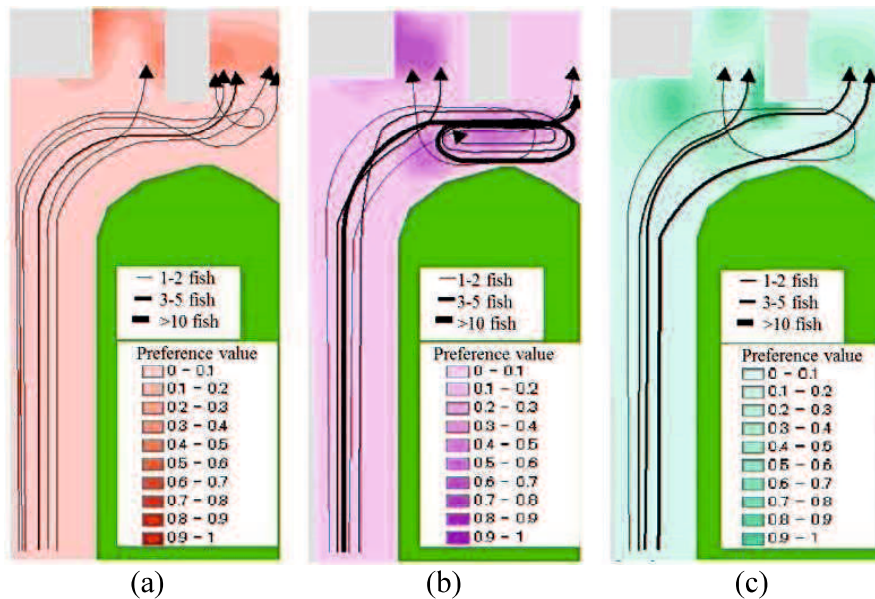 1-2 fish
3-5 fish
>10 fish
Preference value
0 - 0.1
0.1 - 0.2
0.2 - 0.3
0.3 - 0.4
0.4 - 0.5
0.5 - 0.6
0.6 - 0.7
0.7 - 0.8
0.8 - 0.9
0.9 - 1
(a)
1-2 fish
3-5 fish
>10 fish
Preference value
0 - 0.1
0.1 - 0.2
0.2 - 0.3
0.3 - 0.4
0.4 - 0.5
0.5 - 0.6
0.6 - 0.7
0.7 - 0.8
0.8 - 0.9
0.9 - 1
(b)
1-2 fish
3-5 fish
>10 fish
Preference value
0 - 0.1
0.1 - 0.2
0.2 - 0.3
0.3 - 0.4
0.4 - 0.5
0.5 - 0.6
0.6 - 0.7
0.7 - 0.8
0.8 - 0.9
0.9 - 1
(c)